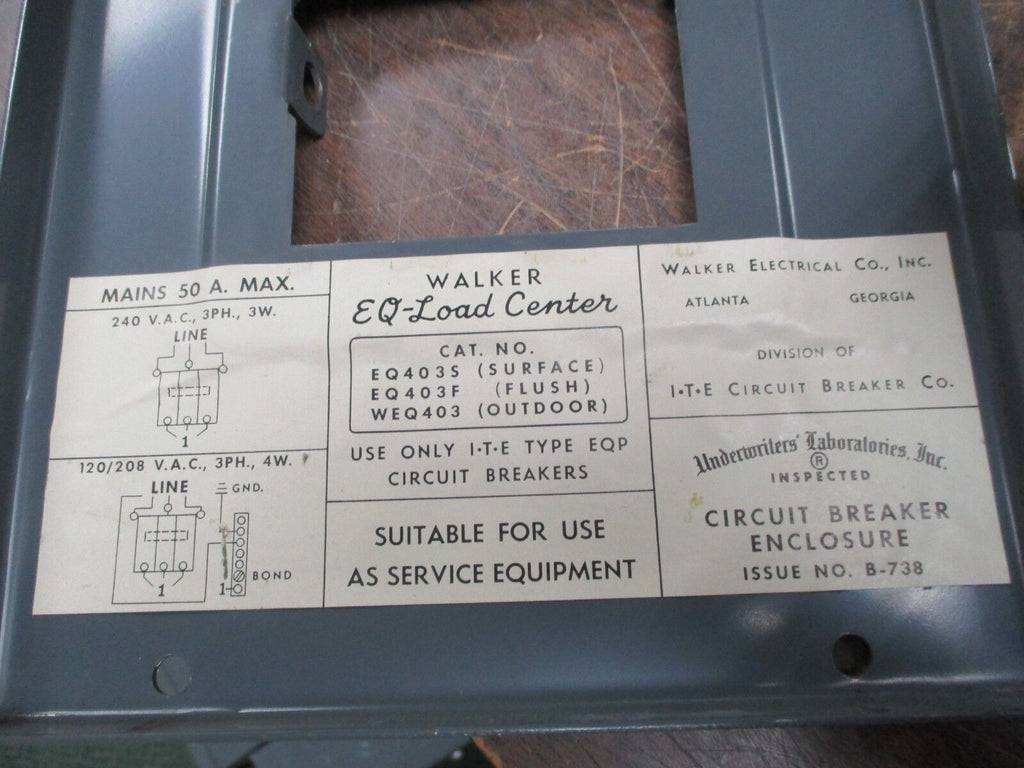 MAINS 50 A. MAX.
240 V.A.C., 3PH., 3W.
LINE
1
120/208 V.A.C., 3PH., 4W.
LINE
GND.
BOND
1
1
WALKER
EQ-Load Center
CAT. NO.
EQ403S (SURFACE)
EQ403F (FLUSH)
WEQ403 (OUTDOOR)
USE ONLY I·T·E TYPE EQP
CIRCUIT BREAKERS
SUITABLE FOR USE
AS SERVICE EQUIPMENT
WALKER ELECTRICAL CO., INC.
ATLANTA GEORGIA
DIVISION OF
I·T·E CIRCUIT BREAKER CO.
Underwriters' Laboratories, Inc.
®
INSPECTED
CIRCUIT BREAKER
ENCLOSURE
ISSUE NO. B-738